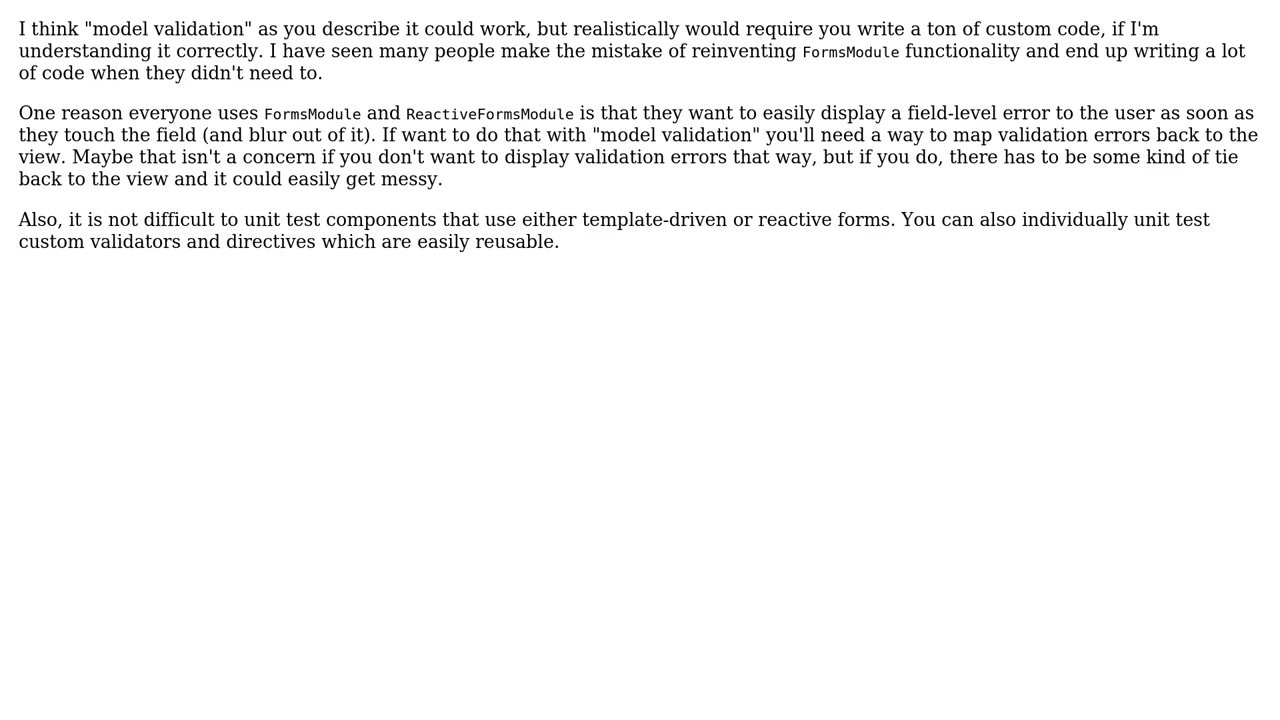 I think "model validation" as you describe it could work, but realistically would require you write a ton of custom code, if I'm
understanding it correctly. I have seen many people make the mistake of reinventing FormsModule functionality and end up writing a lot
of code when they didn't need to.
One reason everyone uses FormsModule and ReactiveFormsModule is that they want to easily display a field-level error to the user as soon as
they touch the field (and blur out of it). If want to do that with "model validation" you'll need a way to map validation errors back to the
view. Maybe that isn't a concern if you don't want to display validation errors that way, but if you do, there has to be some kind of tie
back to the view and it could easily get messy.
Also, it is not difficult to unit test components that use either template-driven or reactive forms. You can also individually unit test
custom validators and directives which are easily reusable.